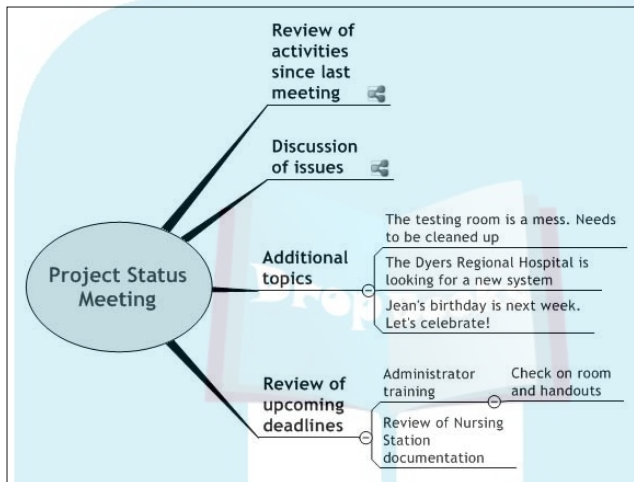 Review of
activities
since last
meeting
Discussion
of issues
Project Status
Meeting
Additional
topics
The testing room is a mess. Needs
to be cleaned up
The Dyers Regional Hospital is
looking for a new system
Jean's birthday is next week.
Let's celebrate!
Review of
upcoming
deadlines
Administrator
training
Check on room
and handouts
Review of Nursing
Station
documentation